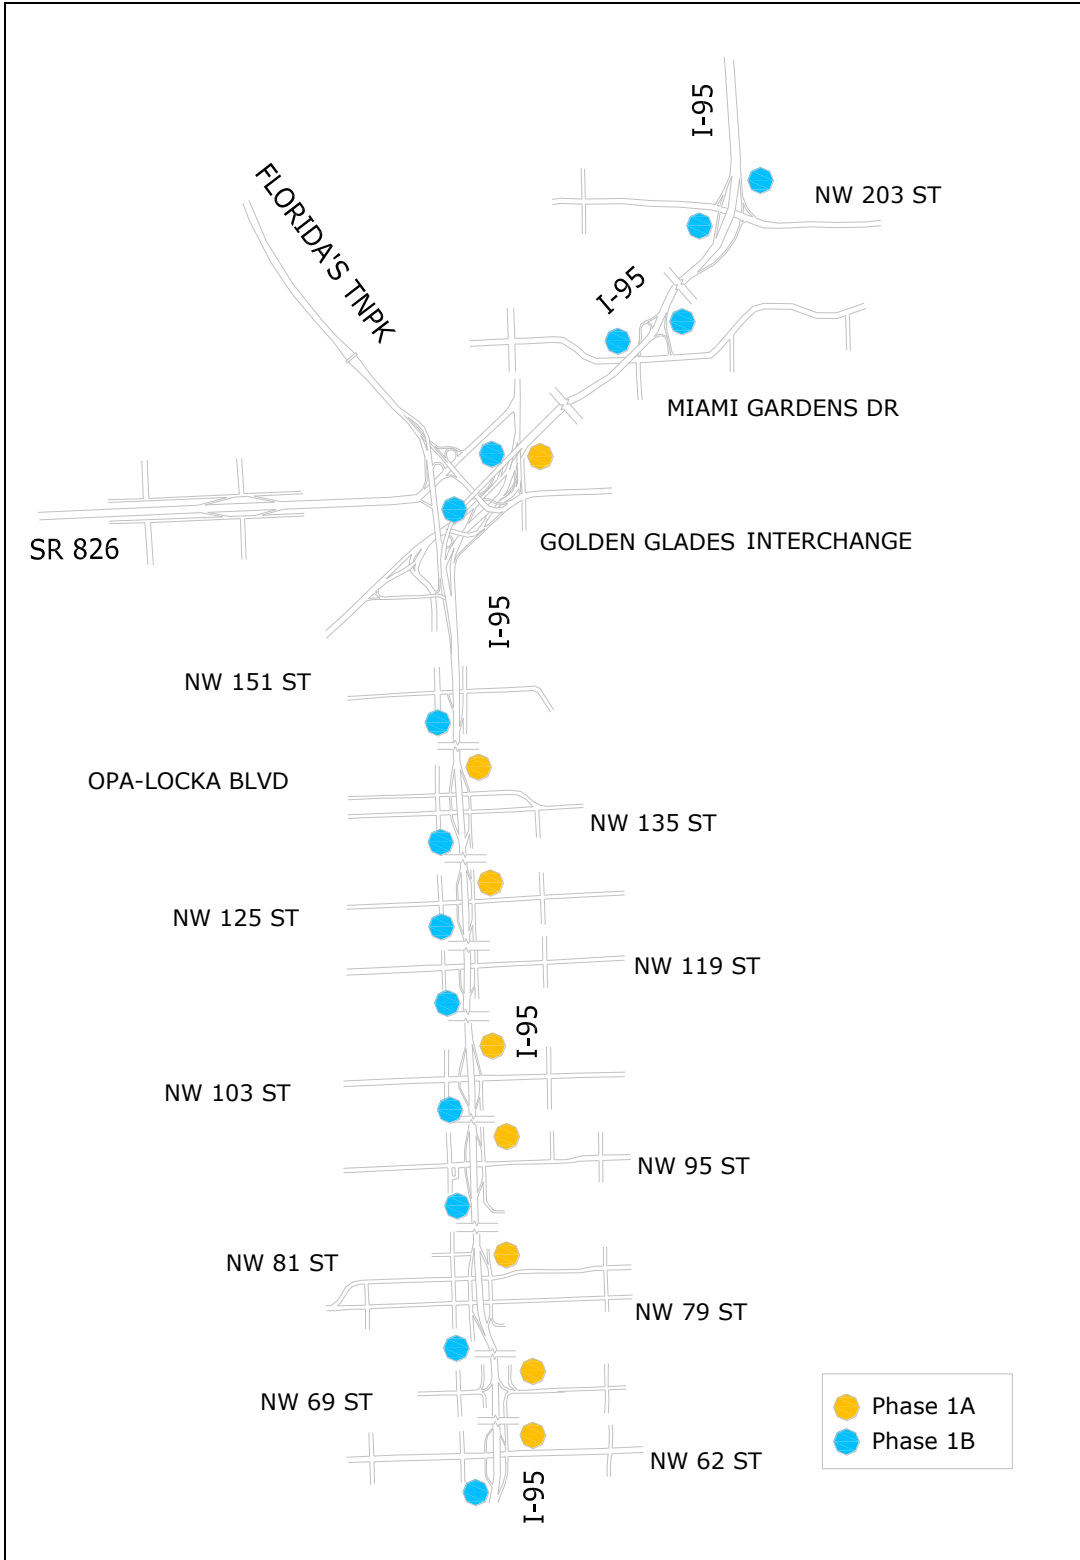 I-95
NW 203 ST
FLORIDA'S TNPK
I-95
MIAMI GARDENS DR
GOLDEN GLADES INTERCHANGE
SR 826
I-95
NW 151 ST
OPA-LOCKA BLVD
NW 135 ST
NW 125 ST
NW 119 ST
I-95
NW 103 ST
NW 95 ST
NW 81 ST
NW 79 ST
NW 69 ST
Phase 1A
Phase 1B
NW 62 ST
I-95